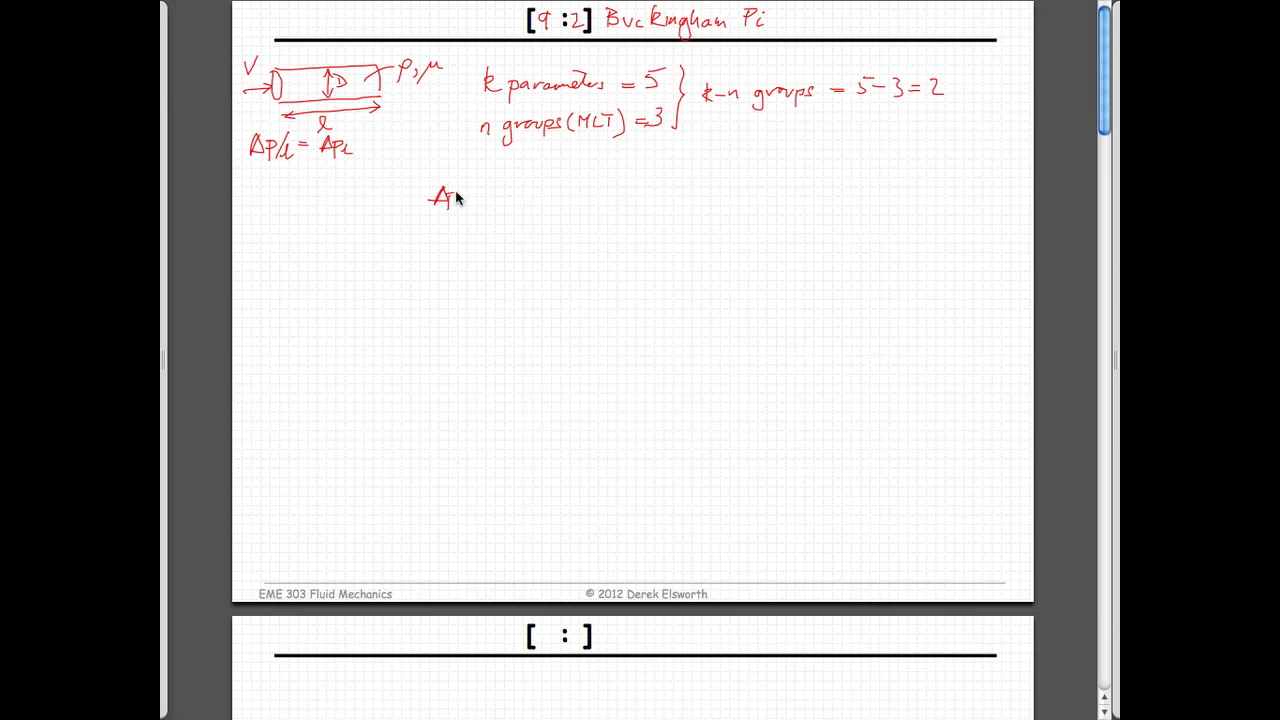 [9 :2] Buckingham Pi
V
D
ρ, μ
l
Δp/l = Δpl
k parameters = 5
n groups (MLT) = 3
k-n groups = 5-3=2
EME 303 Fluid Mechanics
© 2012 Derek Elsworth
[ : ]